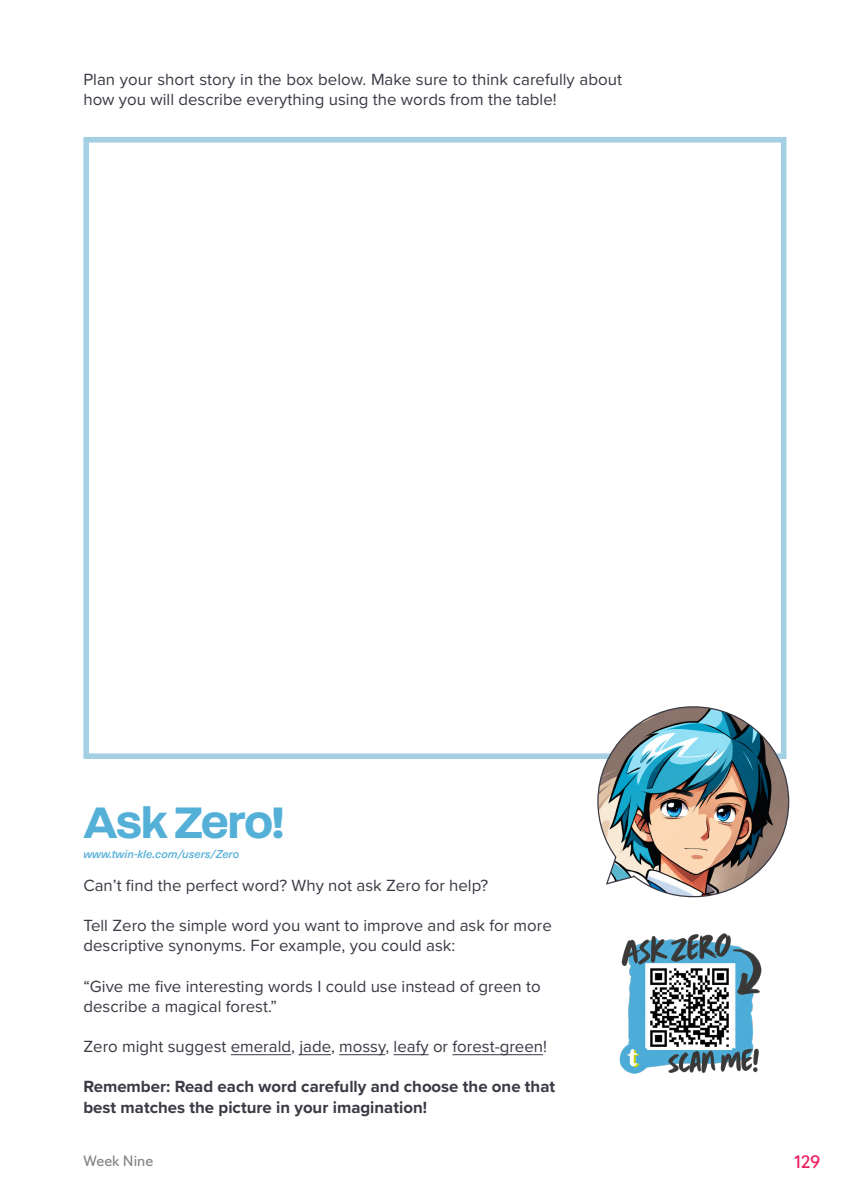 Plan your short story in the box below. Make sure to think carefully about
how you will describe everything using the words from the table!
Ask Zero!
www.twin-kle.com/users/Zero
Can’t find the perfect word? Why not ask Zero for help?
Tell Zero the simple word you want to improve and ask for more
descriptive synonyms. For example, you could ask:
“Give me five interesting words I could use instead of green to
describe a magical forest.”
Zero might suggest emerald, jade, mossy, leafy or forest-green!
Remember: Read each word carefully and choose the one that
best matches the picture in your imagination!
ASK ZERO
t
SCAN ME!
Week Nine
129